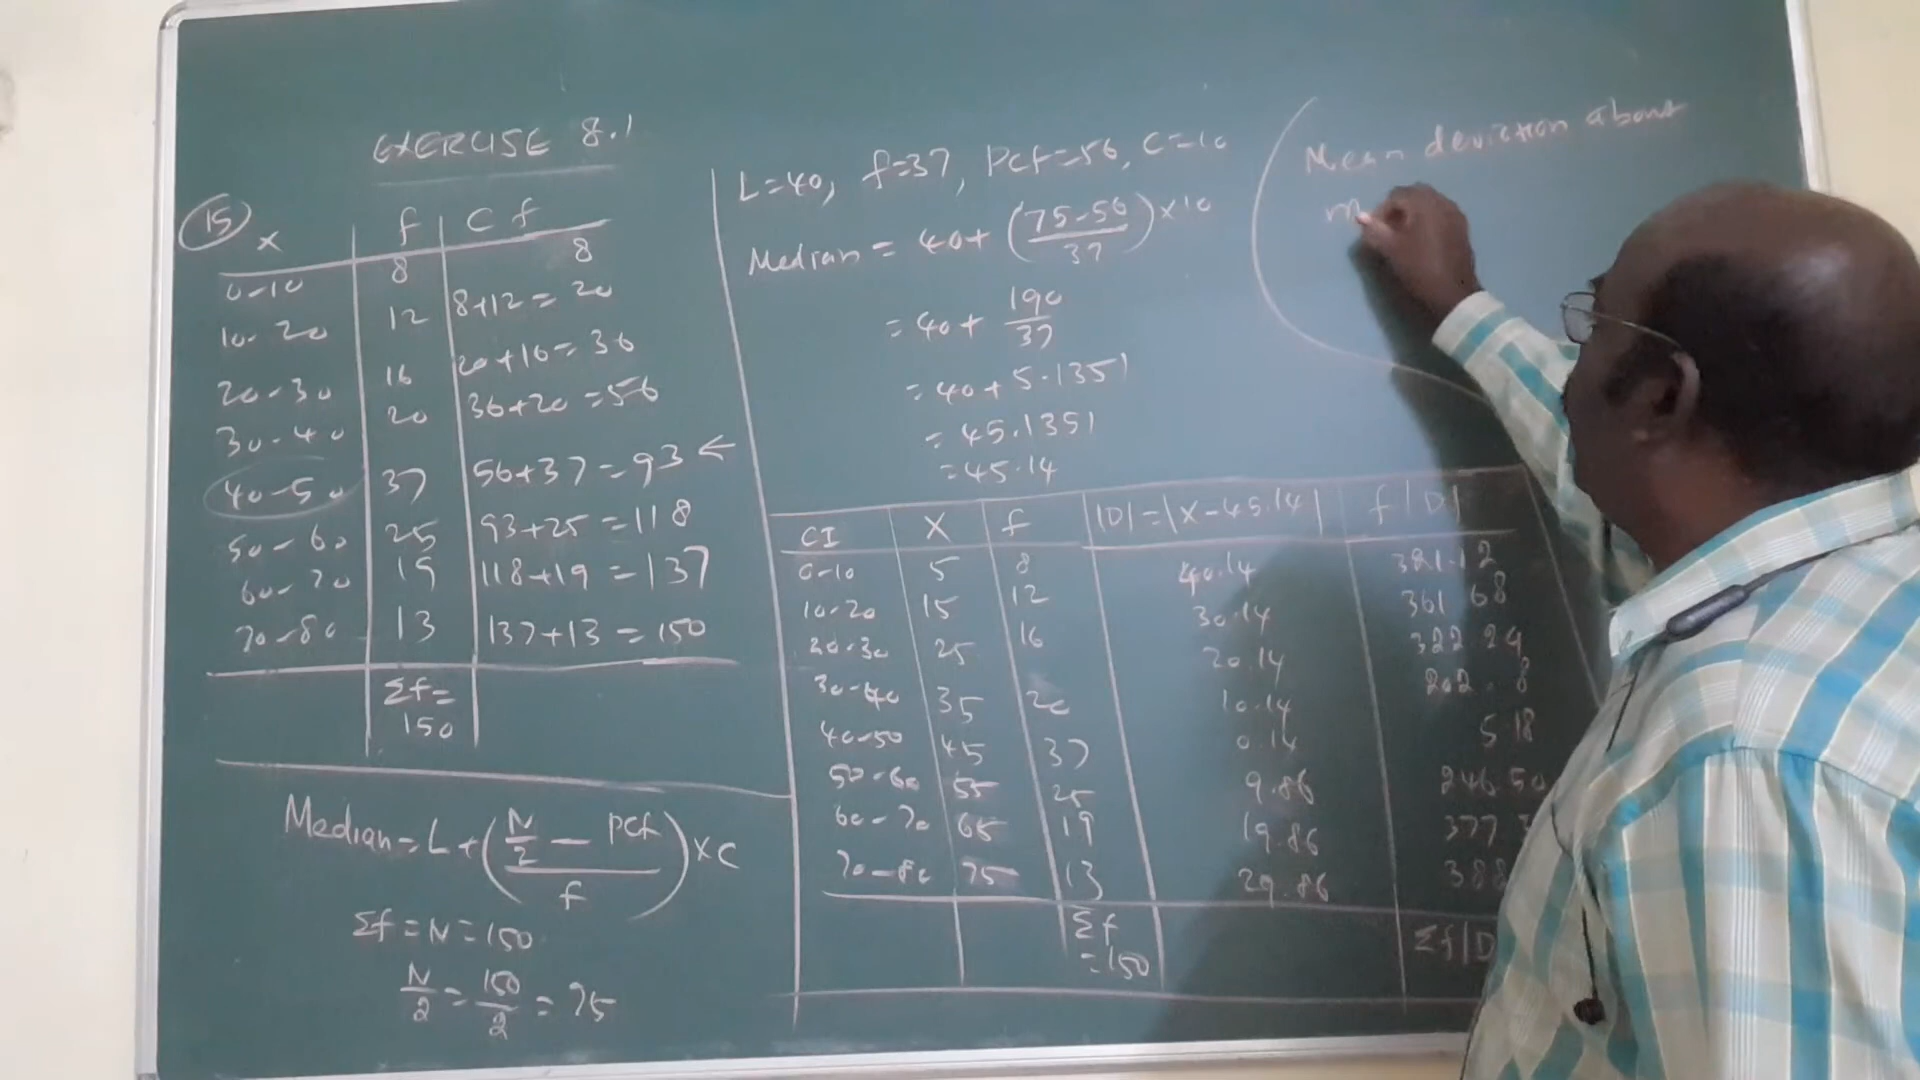 EXERCISE 8.1
15
x f Cf
0-10 8 8
10-20 12 8+12=20
20-30 16 20+16=36
30-40 20 36+20=56
40-50 37 56+37=93 ←
50-60 25 93+25=118
60-70 19 118+19=137
70-80 13 137+13=150
Σf=
150
Median=L+((N/2 - pcf)/f)×C
Σf=N=150
N/2=150/2=75
L=40, f=37, Pcf=56, C=10
Median = 40+((75-56)/37)×10
=40+190/37
=40+5.1351
=45.1351
=45.14
CI X f |D|=|X-45.14| f|D|
0-10 5 8 40.14 321.12
10-20 15 12 30.14 361.68
20-30 25 16 20.14 322.24
30-40 35 20 10.14 202.8
40-50 45 37 0.14 5.18
50-60 55 25 9.86 246.50
60-70 65 19 19.86 377
70-80 75 13 29.86 388
Σf
=150
Σf|D
Mean deviation about
m